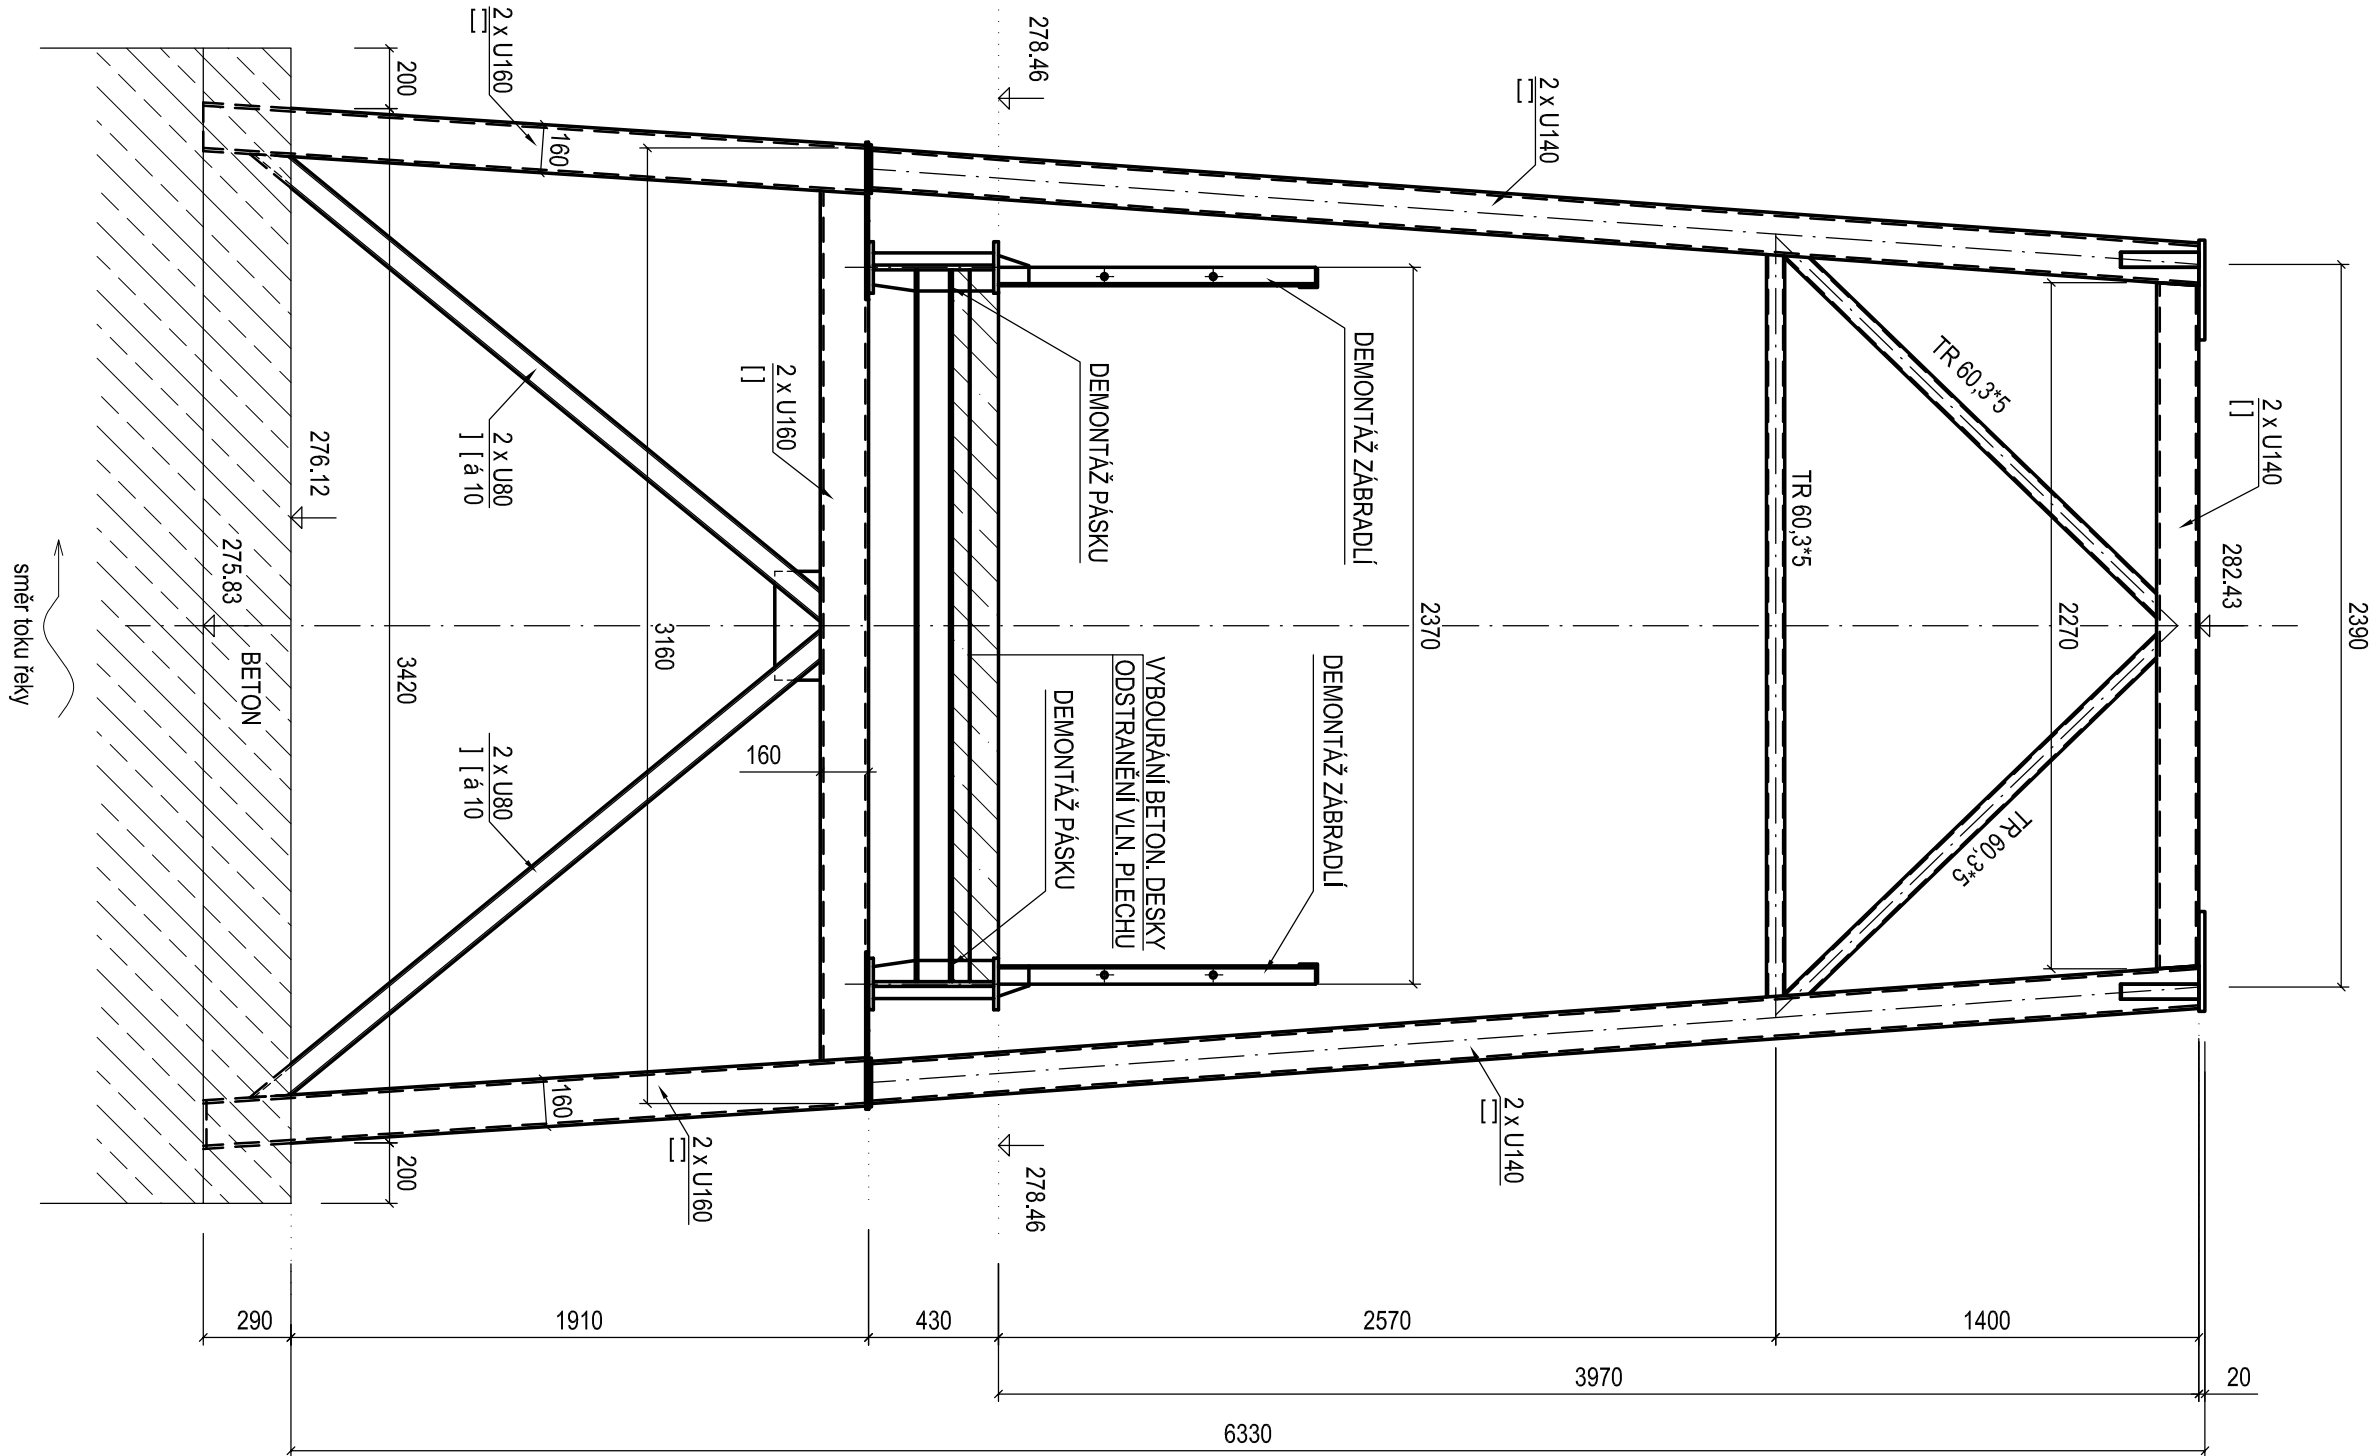 2 x U160
[ ]
200
278.46
2 x U140
[ ]
160
2 x U80
] [ á 10
276.12
275.83
BETON
směr toku řeky
3420
3160
2 x U160
[ ]
160
DEMONTÁŽ PÁSKU
DEMONTÁŽ ZÁBRADLÍ
2370
TR 60,3*5
TR 60,3*5
2 x U140
[ ]
282.43
2390
2270
TR 60,3*5
VYBOURÁNÍ BETON. DESKY
ODSTRANĚNÍ VLN. PLECHU
DEMONTÁŽ ZÁBRADLÍ
DEMONTÁŽ PÁSKU
2 x U80
] [ á 10
160
2 x U160
[ ]
200
278.46
2 x U140
[ ]
290
1910
430
2570
1400
3970
20
6330